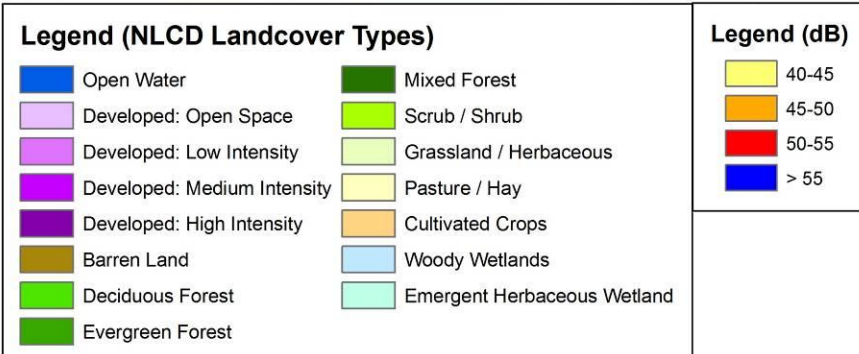 Legend (NLCD Landcover Types)
Open Water
Developed: Open Space
Developed: Low Intensity
Developed: Medium Intensity
Developed: High Intensity
Barren Land
Deciduous Forest
Evergreen Forest
Mixed Forest
Scrub / Shrub
Grassland / Herbaceous
Pasture / Hay
Cultivated Crops
Woody Wetlands
Emergent Herbaceous Wetland
Legend (dB)
40-45
45-50
50-55
> 55